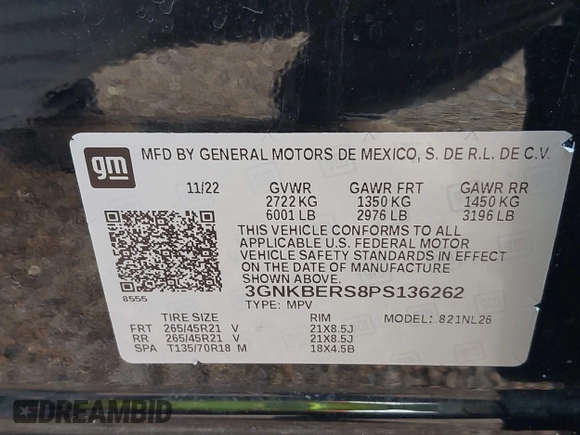 gm
MFD BY GENERAL MOTORS DE MEXICO, S. DE R.L. DE C.V.
11/22 GVWR GAWR FRT GAWR RR
2722 KG 1350 KG 1450 KG
6001 LB 2976 LB 3196 LB
THIS VEHICLE CONFORMS TO ALL
APPLICABLE U.S. FEDERAL MOTOR
VEHICLE SAFETY STANDARDS IN EFFECT
ON THE DATE OF MANUFACTURE SHOWN ABOVE.
3GNKBERS8PS136262
8555 TYPE: MPV MODEL: 821NL26
TIRE SIZE RIM
FRT 265/45R21 V 21X8.5J
RR 265/45R21 V 21X8.5J
SPA T135/70R18 M 18X4.5B
DREAMBID